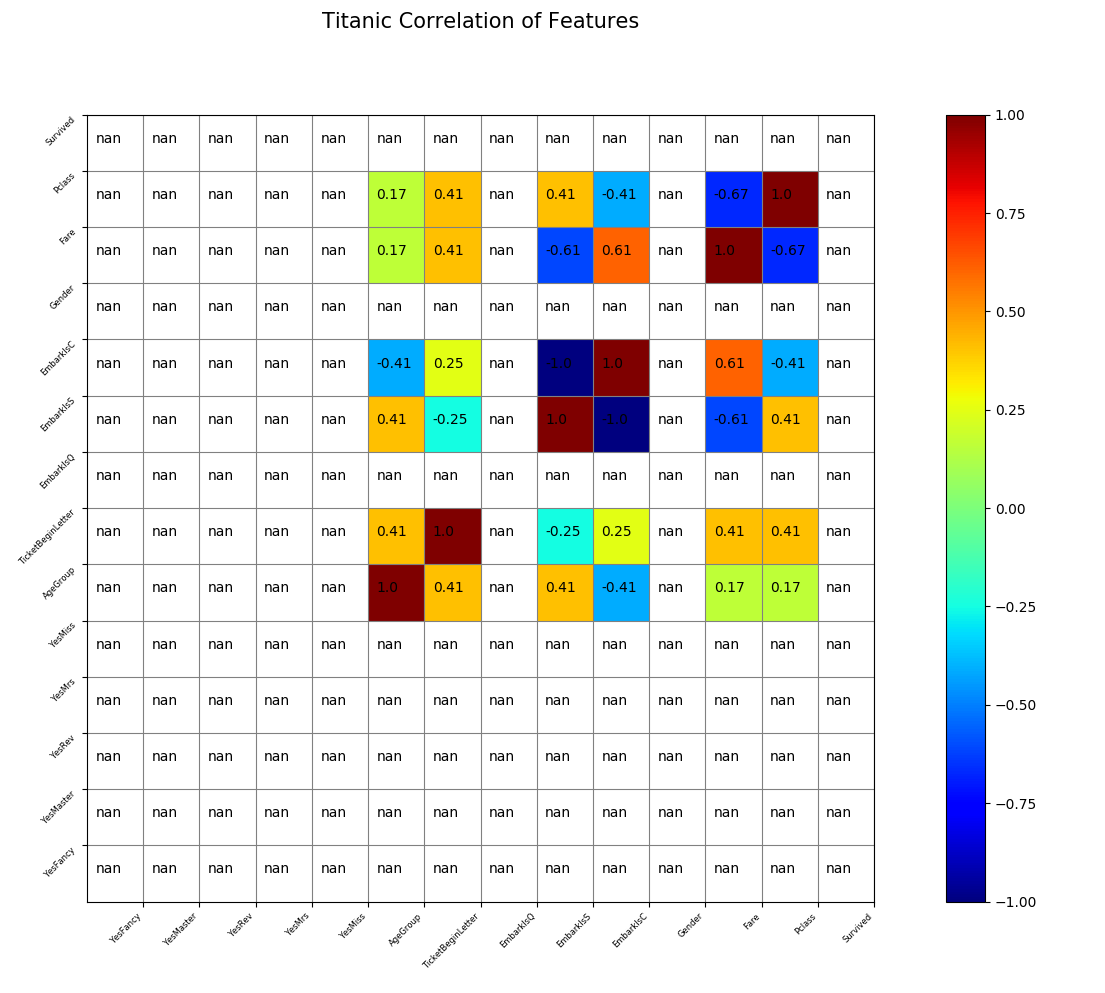 Titanic Correlation of Features
Survived nan nan nan nan nan nan nan nan nan nan nan nan nan nan
Pclass nan nan nan nan nan 0.17 0.41 nan 0.41 -0.41 nan -0.67 1.0 nan
Fare nan nan nan nan nan 0.17 0.41 nan -0.61 0.61 nan 1.0 -0.67 nan
Gender nan nan nan nan nan nan nan nan nan nan nan nan nan nan
EmbarkIsC nan nan nan nan nan -0.41 0.25 nan -1.0 1.0 nan 0.61 -0.41 nan
EmbarkIsS nan nan nan nan nan 0.41 -0.25 nan 1.0 -1.0 nan -0.61 0.41 nan
EmbarkIsQ nan nan nan nan nan nan nan nan nan nan nan nan nan nan
TicketBeginLetter nan nan nan nan nan 0.41 1.0 nan -0.25 0.25 nan 0.41 0.41 nan
AgeGroup nan nan nan nan nan 1.0 0.41 nan 0.41 -0.41 nan 0.17 0.17 nan
YesMiss nan nan nan nan nan nan nan nan nan nan nan nan nan nan
YesMrs nan nan nan nan nan nan nan nan nan nan nan nan nan nan
YesRev nan nan nan nan nan nan nan nan nan nan nan nan nan nan
YesMaster nan nan nan nan nan nan nan nan nan nan nan nan nan nan
YesFancy nan nan nan nan nan nan nan nan nan nan nan nan nan nan
YesFancy YesMaster YesRev YesMrs YesMiss AgeGroup TicketBeginLetter EmbarkIsQ EmbarkIsS EmbarkIsC Gender Fare Pclass Survived
1.00
0.75
0.50
0.25
0.00
−0.25
−0.50
−0.75
−1.00